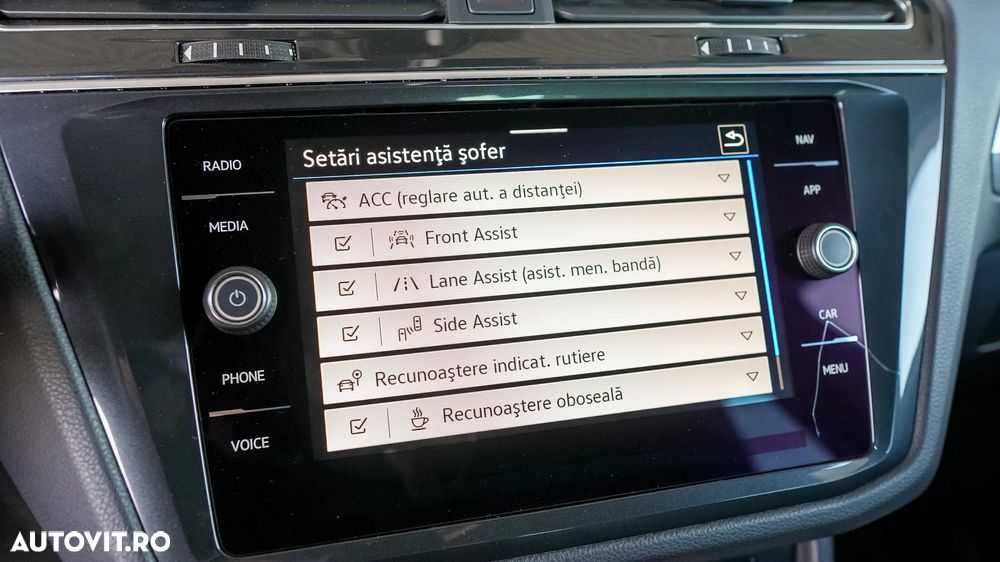 RADIO
MEDIA
PHONE
VOICE
Setări asistenţă şofer
ACC (reglare aut. a distanţei)
Front Assist
Lane Assist (asist. men. bandă)
Side Assist
Recunoaştere indicat. rutiere
Recunoaştere oboseală
NAV
APP
CAR
MENU
AUTOVIT.RO